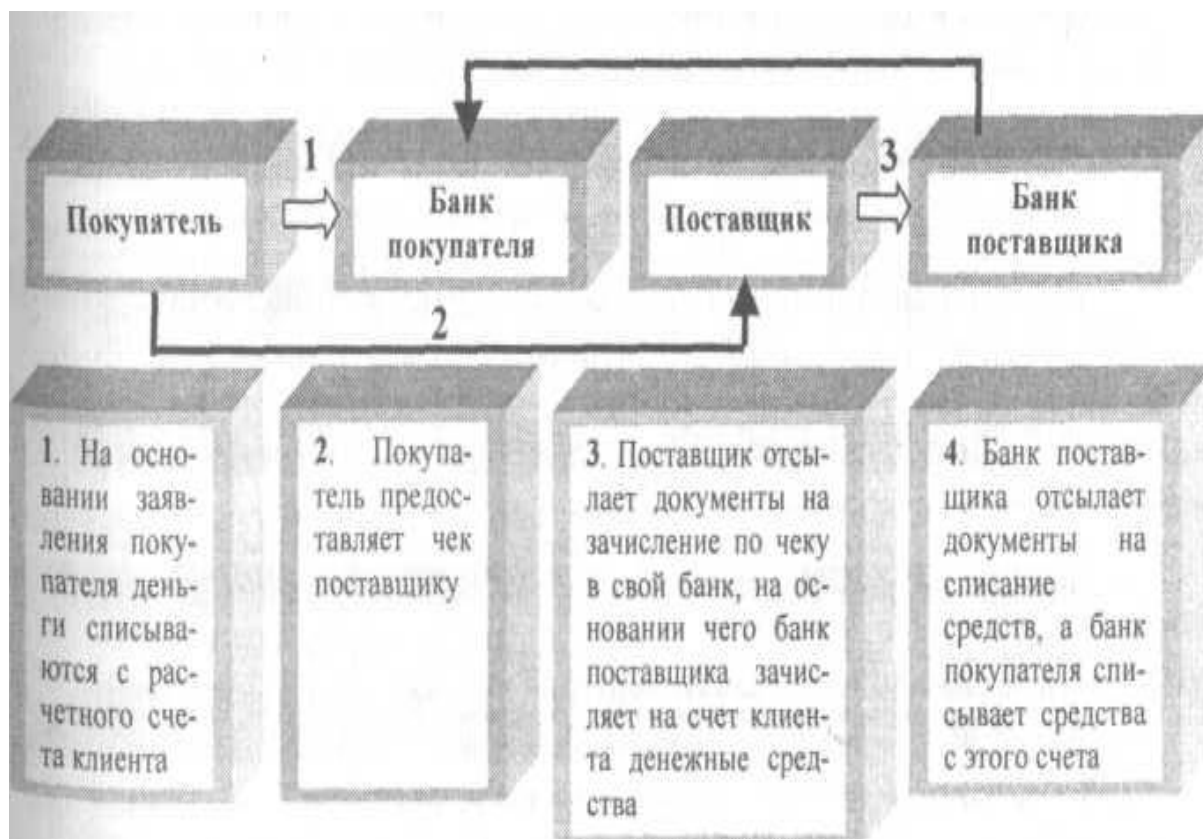 1
3
Покупатель
Банк
покупателя
Поставщик
Банк
поставщика
2
1. На осно-
вании заяв-
ления поку-
пателя день-
ги списыва-
ются с рас-
четного сче-
та клиента
2. Покупа-
тель предос-
тавляет чек
поставщику
3. Поставщик отсы-
лает документы на
зачисление по чеку
в свой банк, на ос-
новании чего банк
поставщика зачис-
ляет на счет клиен-
та денежные сред-
ства
4. Банк постав-
щика отсылает
документы на
списание
средств, а банк
покупателя спи-
сывает средства
с этого счета